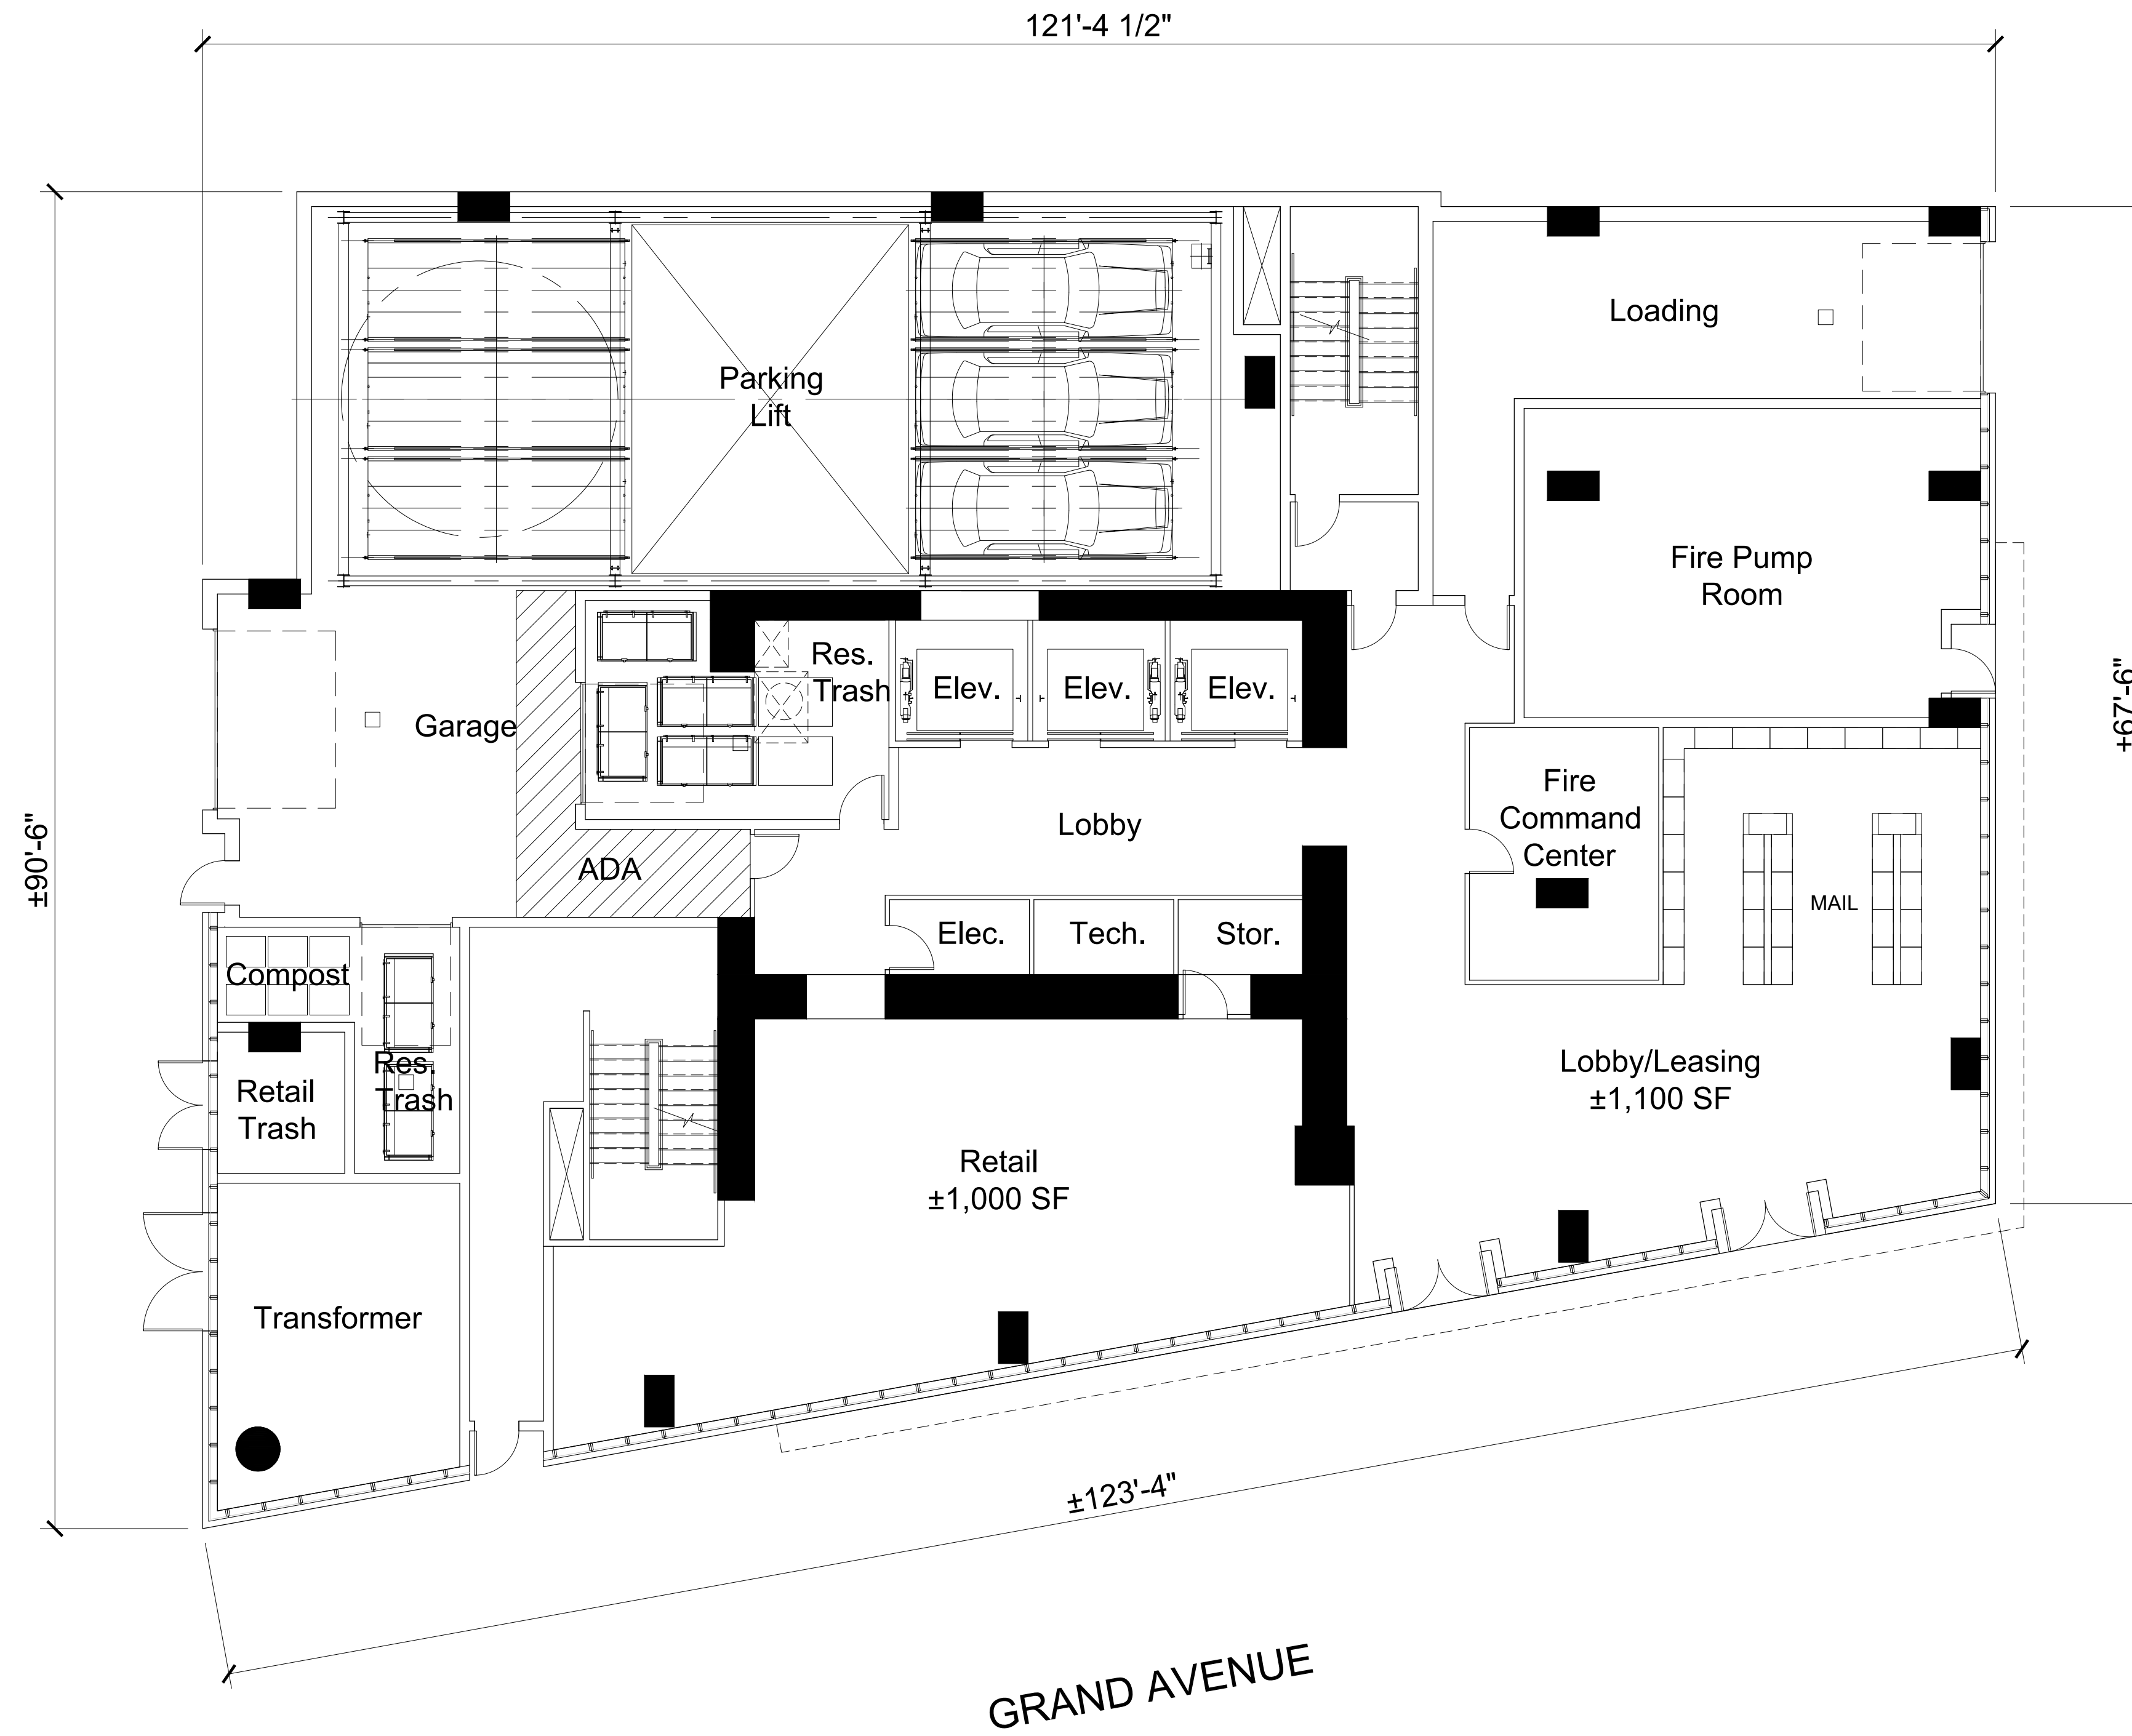 121'-4 1/2"
Loading
Parking
Lift
Fire Pump
Room
Res.
Trash
Elev.
Elev.
Elev.
±67'-6"
Garage
Fire
Command
Center
Lobby
±90'-6"
ADA
MAIL
Elec.
Tech.
Stor.
Compost
Res.
Trash
Retail
Trash
Lobby/Leasing
±1,100 SF
Retail
±1,000 SF
Transformer
±123'-4"
GRAND AVENUE